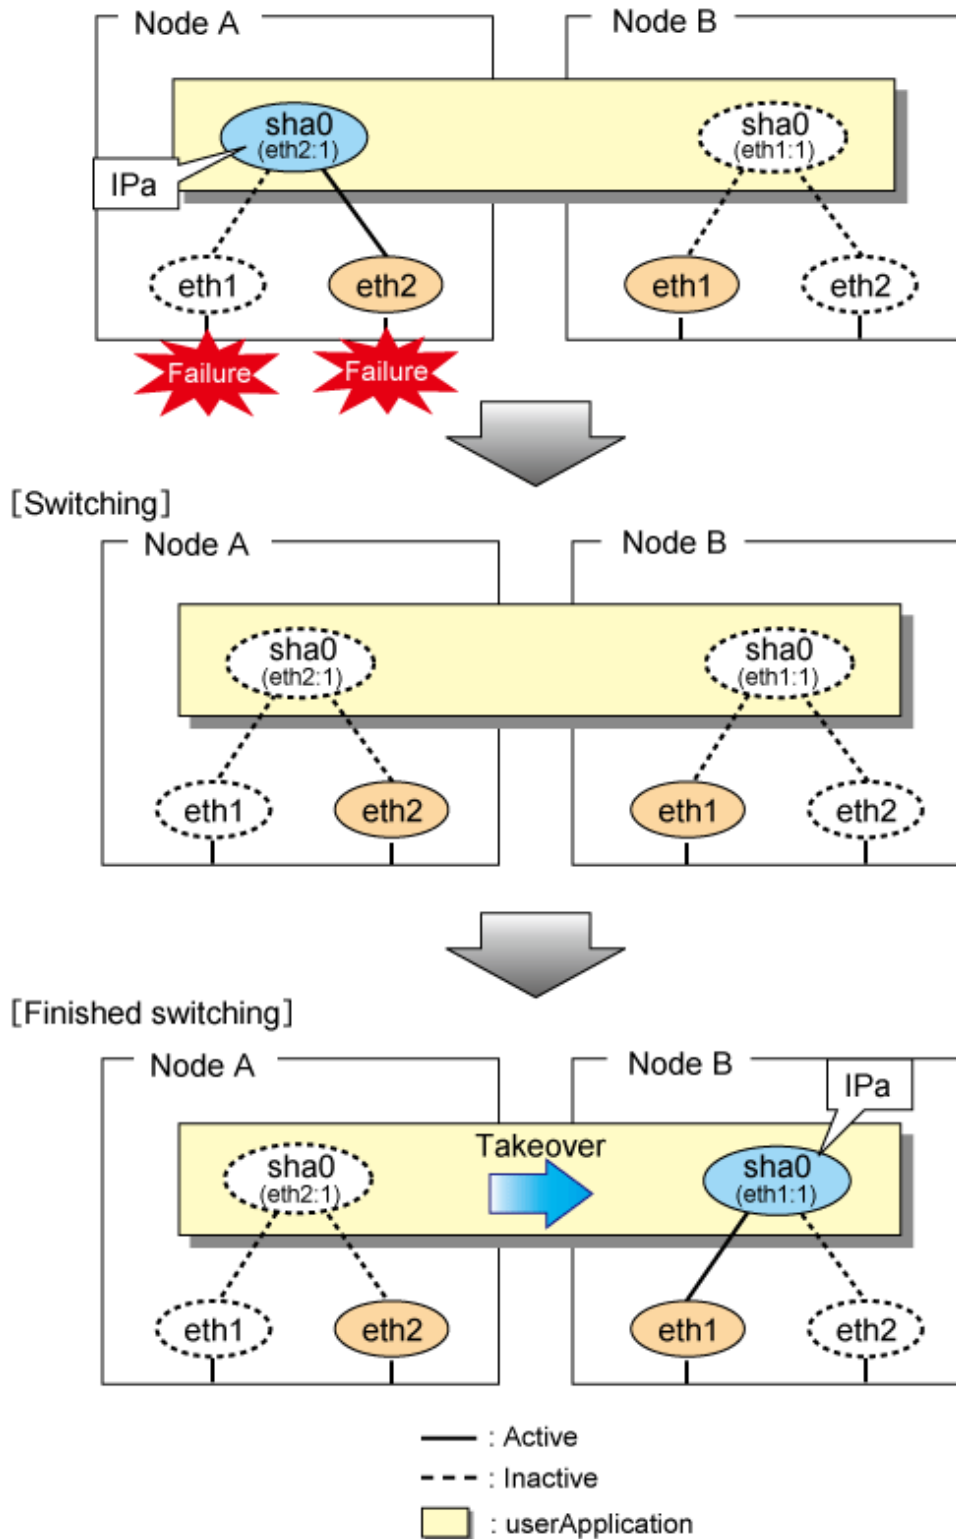 Node A
Node B
sha0
(eth2:1)
sha0
(eth1:1)
IPa
eth1
eth2
eth1
eth2
Failure
Failure
[Switching]
Node A
Node B
sha0
(eth2:1)
sha0
(eth1:1)
eth1
eth2
eth1
eth2
[Finished switching]
Node A
Node B
IPa
Takeover
sha0
(eth2:1)
sha0
(eth1:1)
eth1
eth2
eth1
eth2
: Active
: Inactive
: userApplication